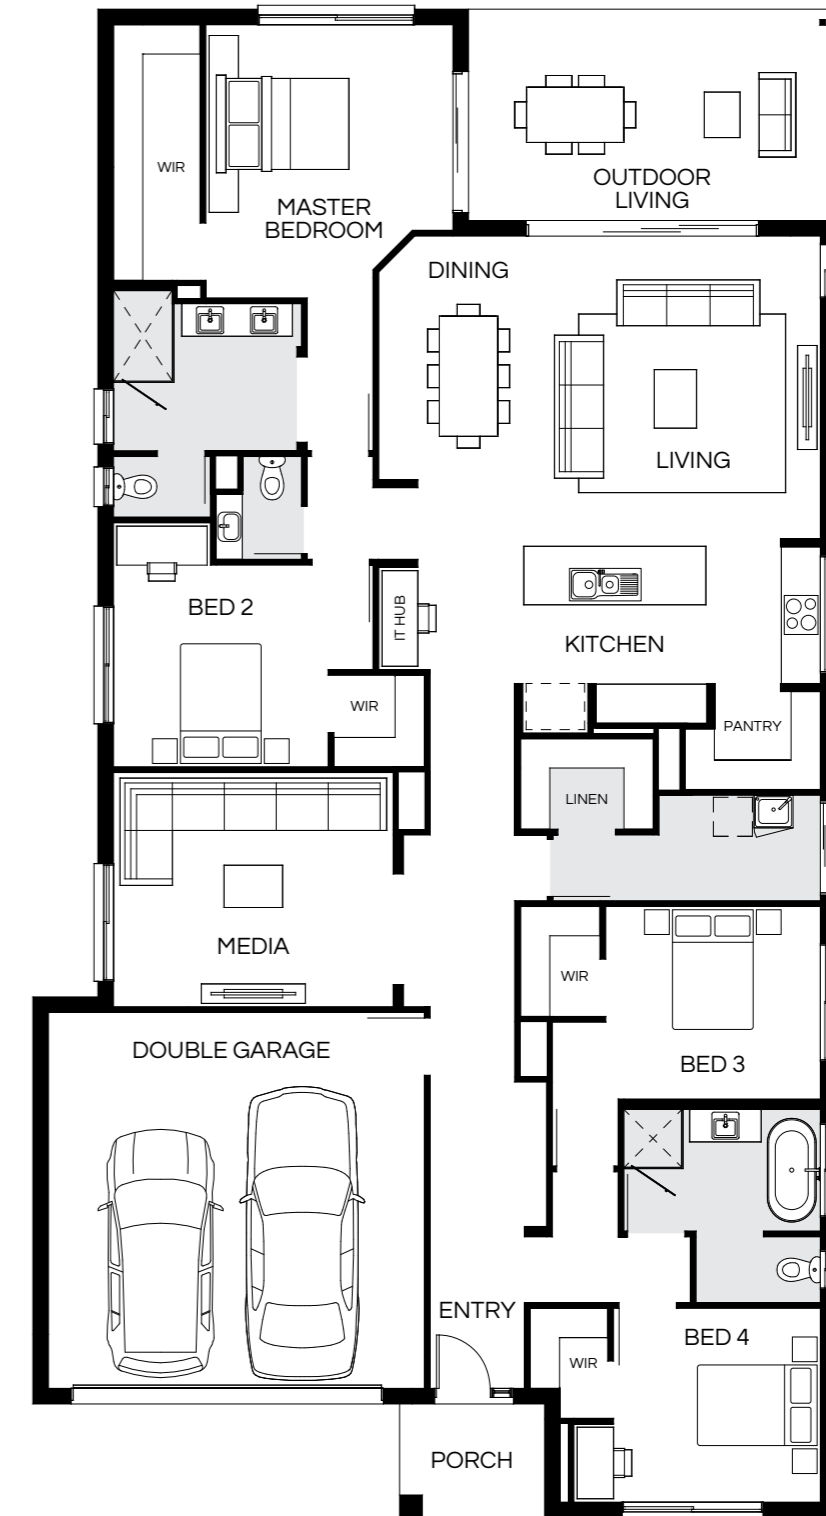 WIR
MASTER
BEDROOM
OUTDOOR
LIVING
DINING
LIVING
BED 2
IT HUB
KITCHEN
WIR
PANTRY
LINEN
MEDIA
WIR
DOUBLE GARAGE
BED 3
ENTRY
BED 4
WIR
PORCH